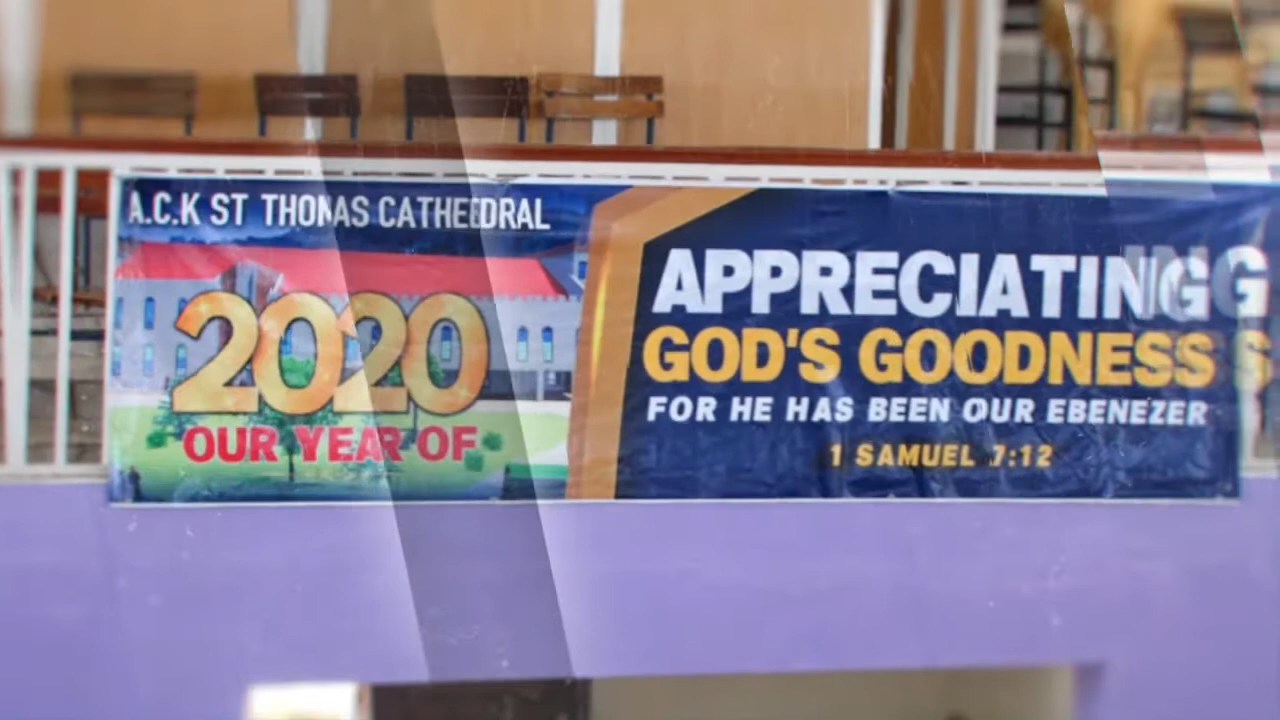 A.C.K ST THOMAS CATHEDRAL
2020
OUR YEAR OF
APPRECIATING
GOD'S GOODNESS
FOR HE HAS BEEN OUR EBENEZER
1 SAMUEL 7:12